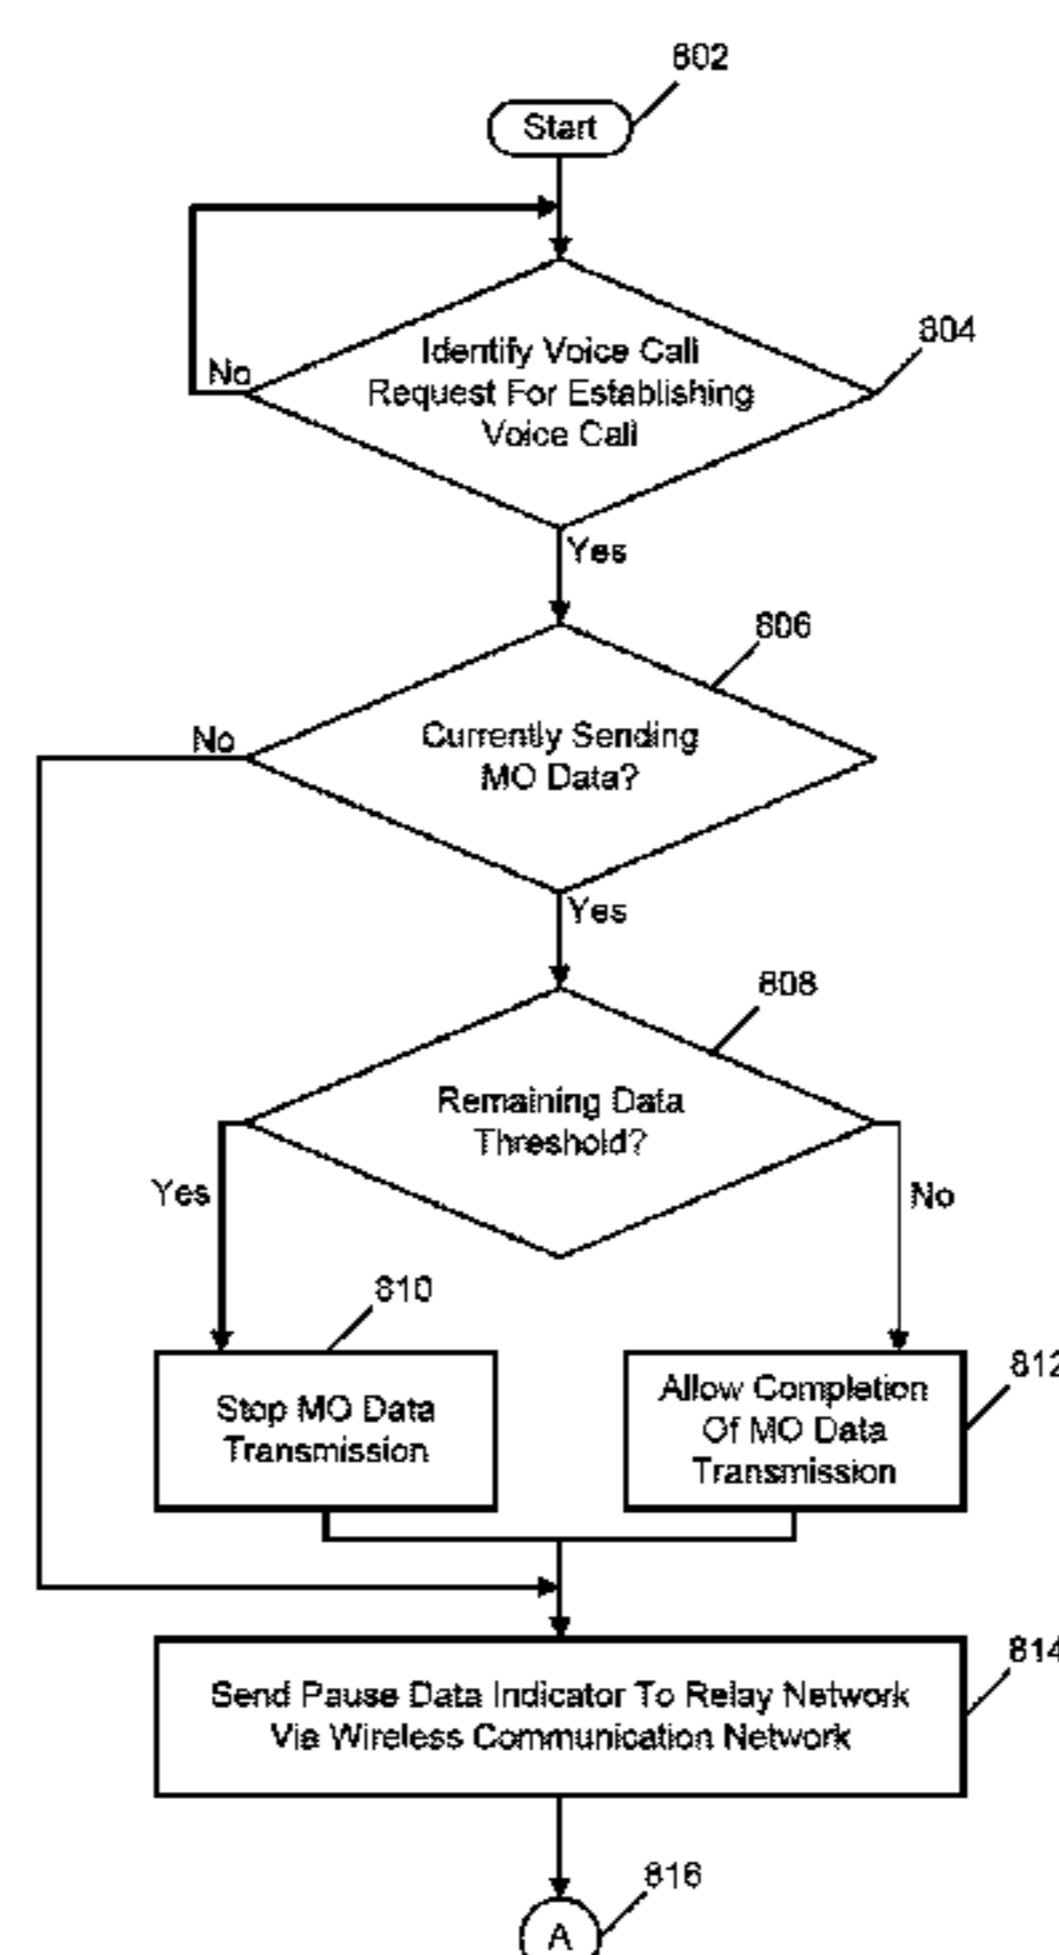 802
Start
804
Identify Voice Call
Request For Establishing
Voice Call
No
Yes
806
Currently Sending
MO Data?
No
Yes
808
Remaining Data
Threshold?
Yes
No
810
812
Stop MO Data
Transmission
Allow Completion
Of MO Data
Transmission
814
Send Pause Data Indicator To Relay Network
Via Wireless Communication Network
816
A